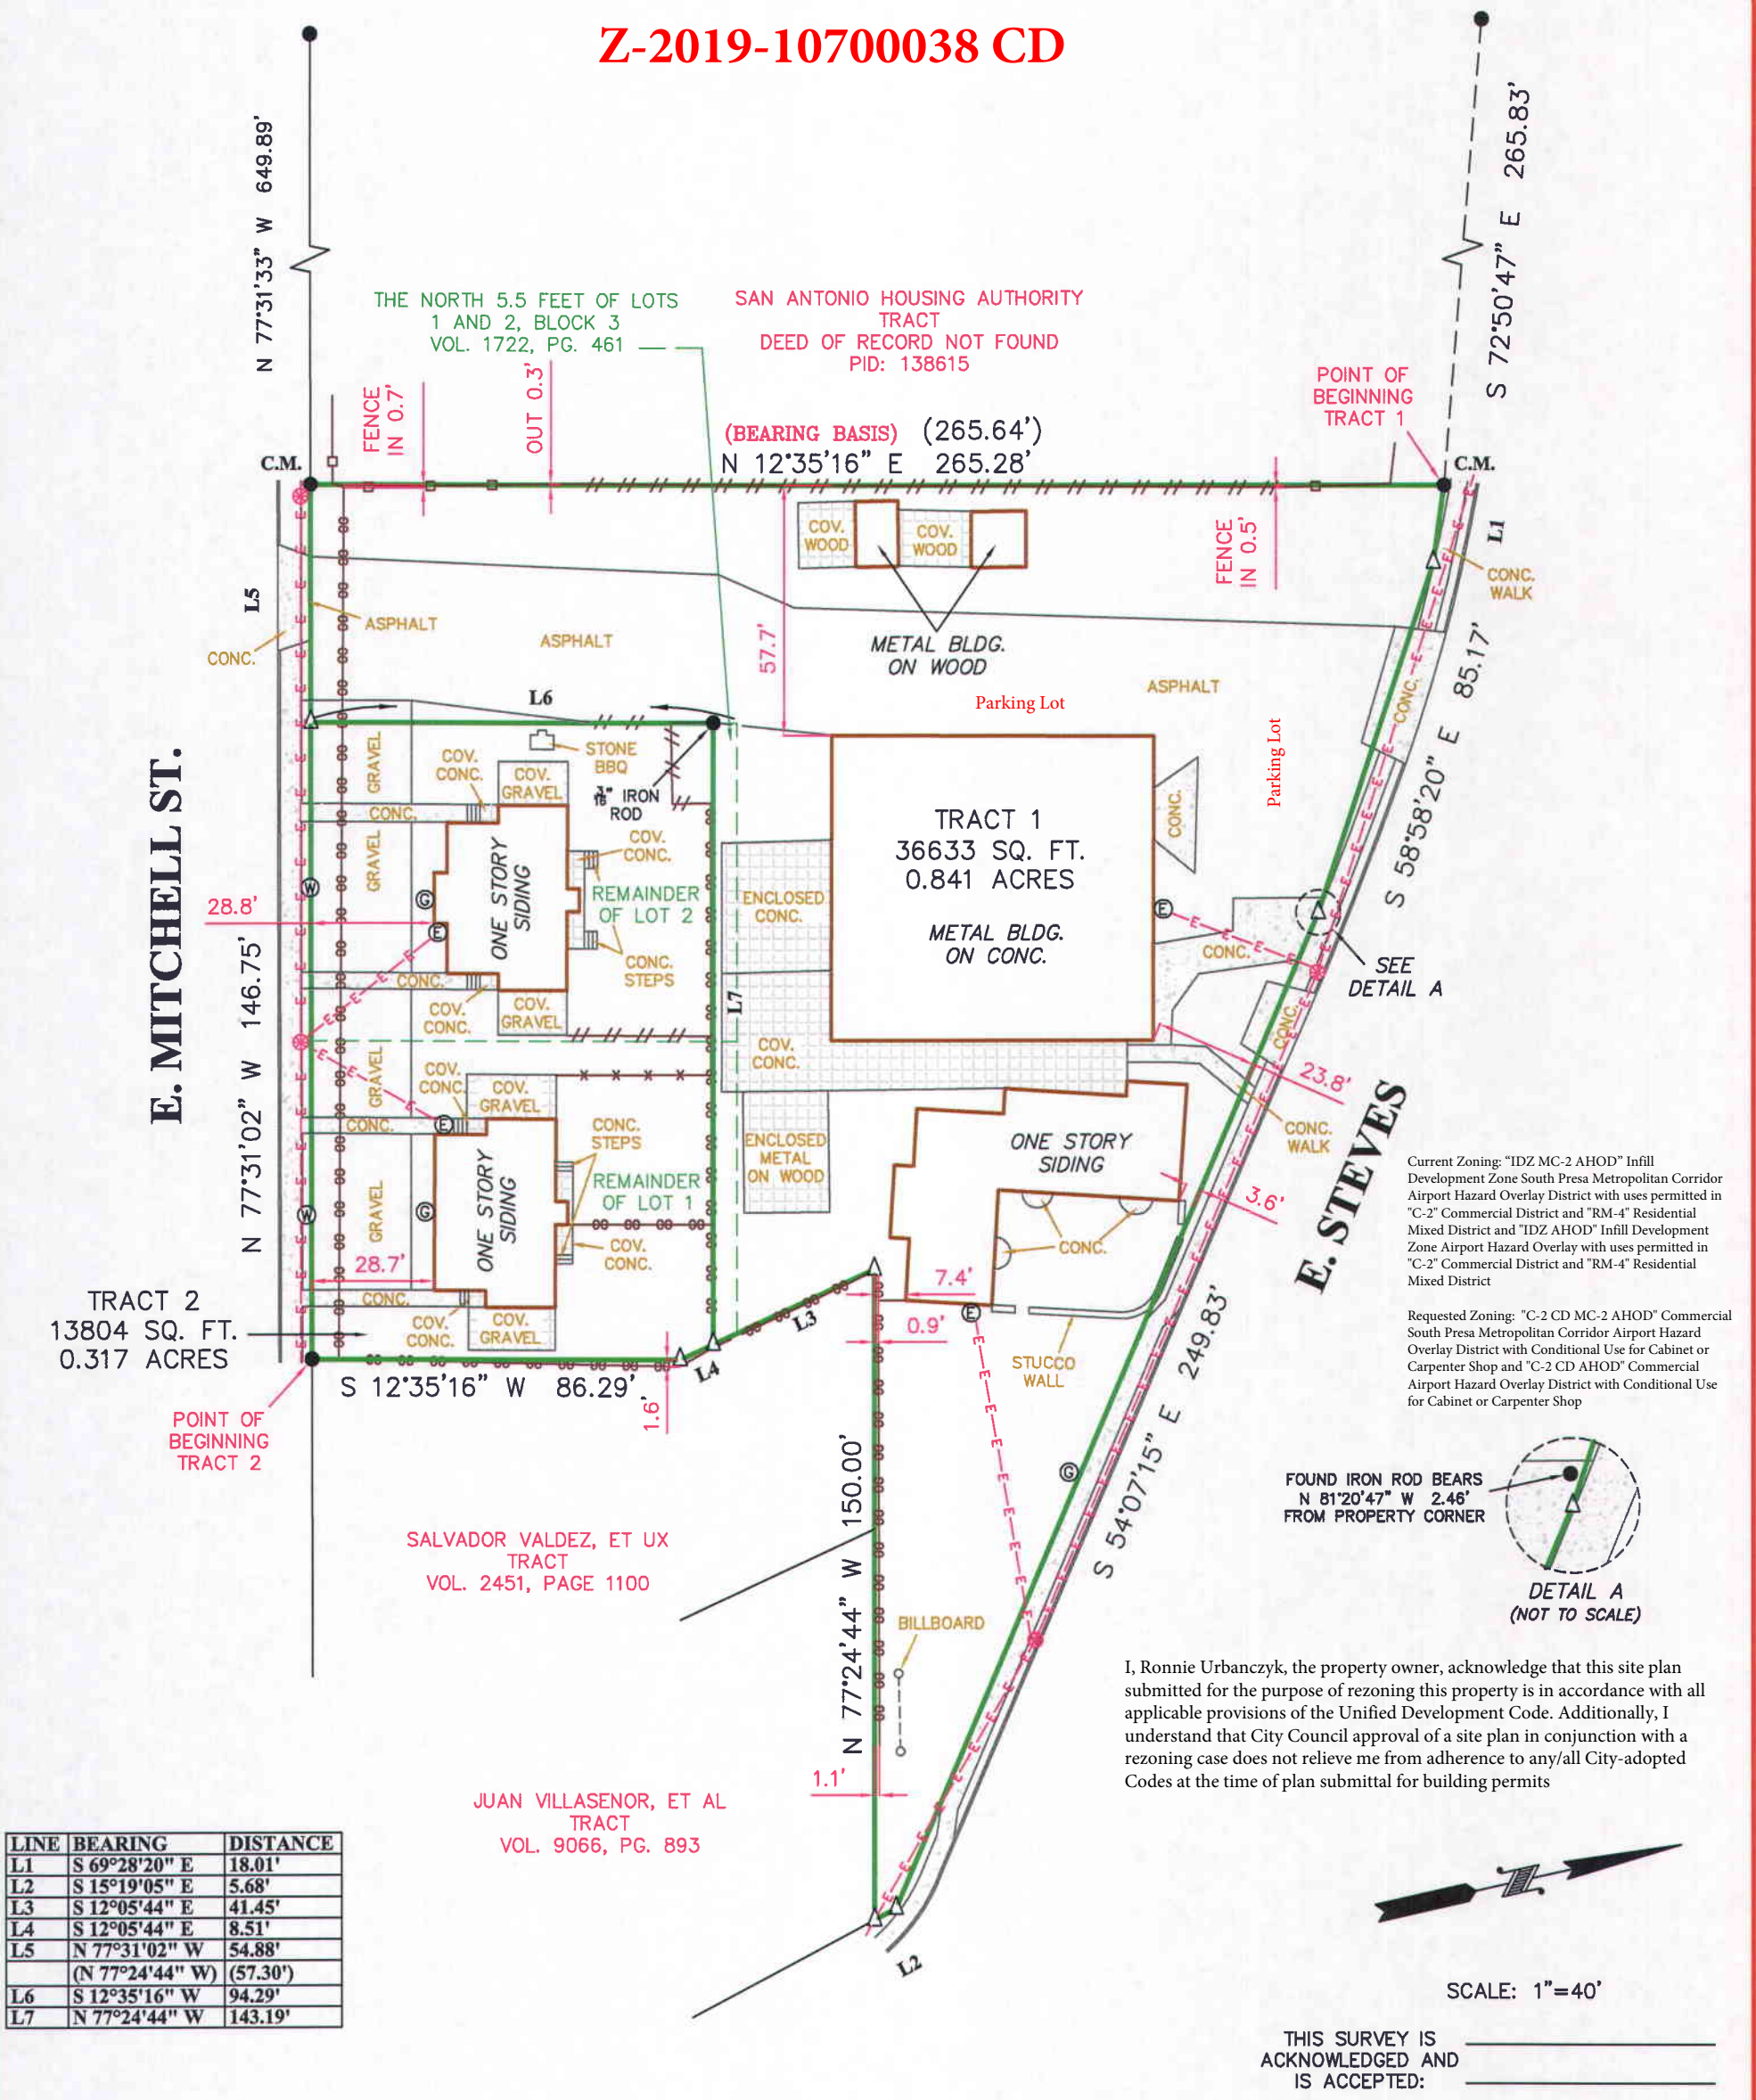 Z-2019-10700038 CD
N 77°31'33" W 649.89'
S 72°50'47" E 265.83'
THE NORTH 5.5 FEET OF LOTS
1 AND 2, BLOCK 3
VOL. 1722, PG. 461
SAN ANTONIO HOUSING AUTHORITY
TRACT
DEED OF RECORD NOT FOUND
PID: 138615
FENCE
IN 0.7'
OUT 0.3'
POINT OF
BEGINNING
TRACT 1
(BEARING BASIS) (265.64')
N 12°35'16" E 265.28'
C.M.
C.M.
COV.
WOOD
COV.
WOOD
FENCE
IN 0.5'
L1
CONC.
WALK
L5
ASPHALT
CONC.
ASPHALT
57.7'
METAL BLDG.
ON WOOD
ASPHALT
Parking Lot
Parking Lot
CONC.
S 58°58'20" E 85.17'
L6
GRAVEL
COV.
CONC.
STONE
BBQ
COV.
GRAVEL
3/16" IRON
ROD
CONC.
GRAVEL
ONE STORY
SIDING
COV.
CONC.
REMAINDER
OF LOT 2
TRACT 1
36633 SQ. FT.
0.841 ACRES
METAL BLDG.
ON CONC.
CONC.
ENCLOSED
CONC.
E. MITCHELL ST.
28.8'
W
G
E
E
CONC.
SEE
DETAIL A
CONC.
STEPS
CONC.
COV.
CONC.
COV.
GRAVEL
L7
CONC.
N 77°31'02" W 146.75'
COV.
CONC.
GRAVEL
COV.
CONC.
COV.
GRAVEL
23.8'
CONC.
E
CONC.
STEPS
ENCLOSED
METAL
ON WOOD
ONE STORY
SIDING
CONC.
WALK
E. STEVES
W
GRAVEL
G
ONE STORY
SIDING
REMAINDER
OF LOT 1
3.6'
CONC.
COV.
CONC.
28.7'
CONC.
COV.
CONC.
COV.
GRAVEL
7.4'
E
0.9'
L3
L4
STUCCO
WALL
S 54°07'15" E 249.83'
TRACT 2
13804 SQ. FT.
0.317 ACRES
S 12°35'16" W 86.29'
1.6'
POINT OF
BEGINNING
TRACT 2
Current Zoning: "IDZ MC-2 AHOD" Infill
Development Zone South Presa Metropolitan Corridor
Airport Hazard Overlay District with uses permitted in
"C-2" Commercial District and "RM-4" Residential
Mixed District and "IDZ AHOD" Infill Development
Zone Airport Hazard Overlay with uses permitted in
"C-2" Commercial District and "RM-4" Residential
Mixed District
Requested Zoning: "C-2 CD MC-2 AHOD" Commercial
South Presa Metropolitan Corridor Airport Hazard
Overlay District with Conditional Use for Cabinet or
Carpenter Shop and "C-2 CD AHOD" Commercial
Airport Hazard Overlay District with Conditional Use
for Cabinet or Carpenter Shop
G
FOUND IRON ROD BEARS
N 81°20'47" W 2.46'
FROM PROPERTY CORNER
DETAIL A
(NOT TO SCALE)
SALVADOR VALDEZ, ET UX
TRACT
VOL. 2451, PAGE 1100
N 77°24'44" W 150.00'
BILLBOARD
1.1'
I, Ronnie Urbanczyk, the property owner, acknowledge that this site plan
submitted for the purpose of rezoning this property is in accordance with all
applicable provisions of the Unified Development Code. Additionally, I
understand that City Council approval of a site plan in conjunction with a
rezoning case does not relieve me from adherence to any/all City-adopted
Codes at the time of plan submittal for building permits
JUAN VILLASENOR, ET AL
TRACT
VOL. 9066, PG. 893
L2
LINE BEARING DISTANCE
L1 S 69°28'20" E 18.01'
L2 S 15°19'05" E 5.68'
L3 S 12°05'44" E 41.45'
L4 S 12°05'44" E 8.51'
L5 N 77°31'02" W 54.88'
(N 77°24'44" W) (57.30')
L6 S 12°35'16" W 94.29'
L7 N 77°24'44" W 143.19'
N
SCALE: 1"=40'
THIS SURVEY IS
ACKNOWLEDGED AND
IS ACCEPTED: